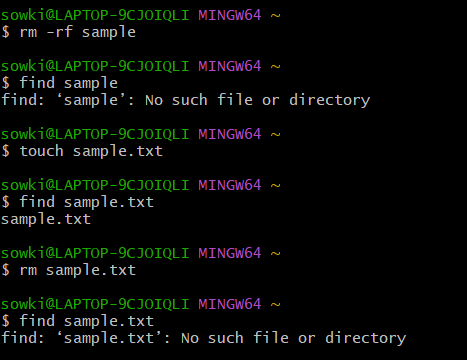 sowki@LAPTOP-9CJOIQLI MINGW64 ~
$ rm -rf sample
sowki@LAPTOP-9CJOIQLI MINGW64 ~
$ find sample
find: ‘sample’: No such file or directory
sowki@LAPTOP-9CJOIQLI MINGW64 ~
$ touch sample.txt
sowki@LAPTOP-9CJOIQLI MINGW64 ~
$ find sample.txt
sample.txt
sowki@LAPTOP-9CJOIQLI MINGW64 ~
$ rm sample.txt
sowki@LAPTOP-9CJOIQLI MINGW64 ~
$ find sample.txt
find: ‘sample.txt’: No such file or directory